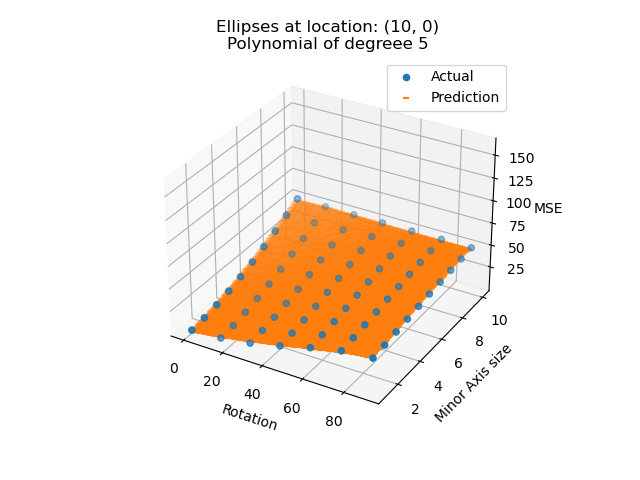 Ellipses at location: (10, 0)
Polynomial of degreee 5
Actual
Prediction
150
125
100
75
50
25
MSE
0
20
40
60
80
Rotation
2
4
6
8
10
Minor Axis size